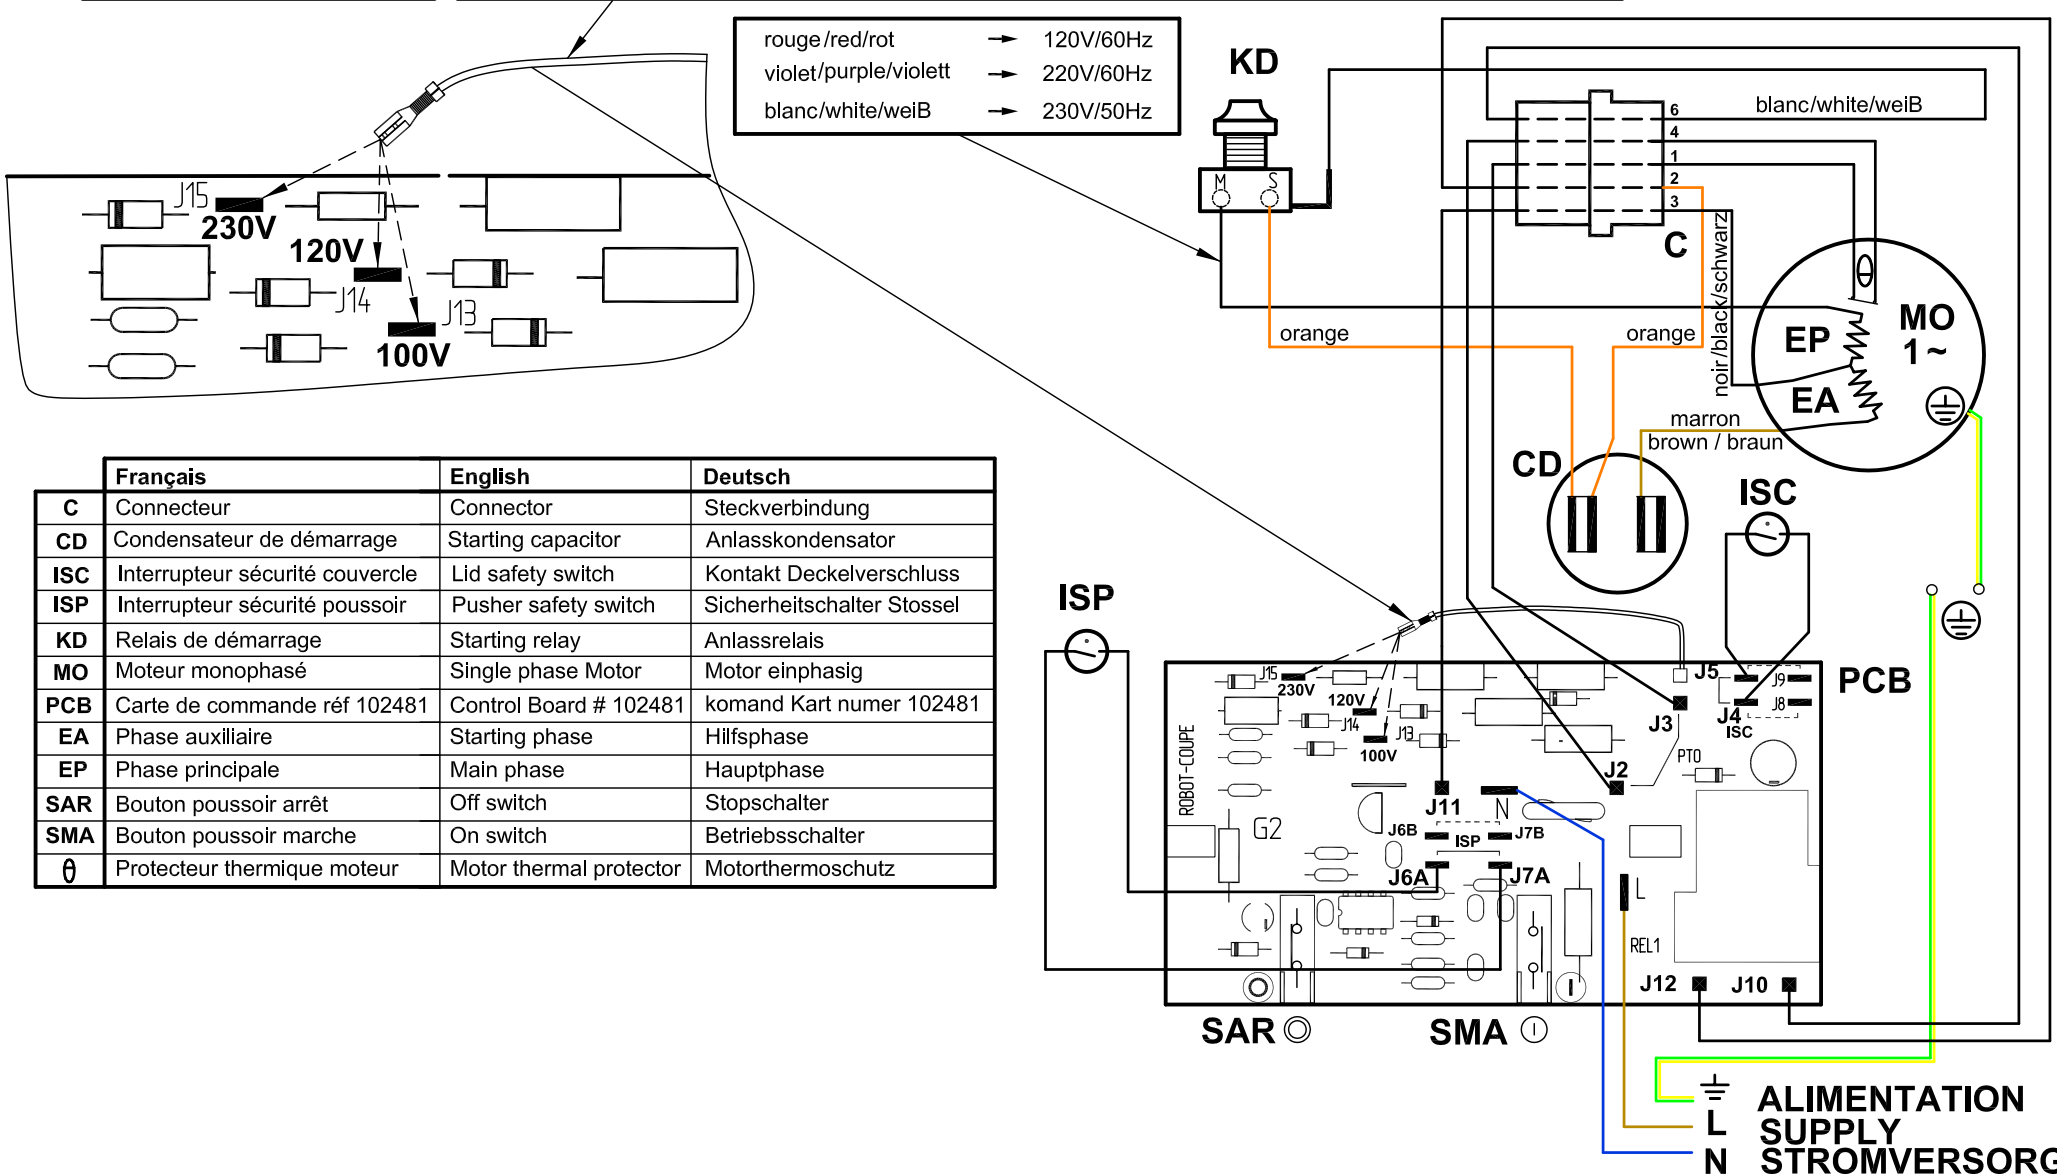 rouge/red/rot → 120V/60Hz
violet/purple/violett → 220V/60Hz
blanc/white/weiB → 230V/50Hz
J15
230V
120V
J14
J13
100V
KD
M S
6
4
1
2
3
C
blanc/white/weiB
noir/black/schwarz
orange
orange
EP
MO
1~
EA
marron
brown / braun
CD
ISC
ISP
Français English Deutsch
C Connecteur Connector Steckverbindung
CD Condensateur de démarrage Starting capacitor Anlasskondensator
ISC Interrupteur sécurité couvercle Lid safety switch Kontakt Deckelverschluss
ISP Interrupteur sécurité poussoir Pusher safety switch Sicherheitschalter Stossel
KD Relais de démarrage Starting relay Anlassrelais
MO Moteur monophasé Single phase Motor Motor einphasig
PCB Carte de commande réf 102481 Control Board # 102481 komand Kart numer 102481
EA Phase auxiliaire Starting phase Hilfsphase
EP Phase principale Main phase Hauptphase
SAR Bouton poussoir arrêt Off switch Stopschalter
SMA Bouton poussoir marche On switch Betriebsschalter
θ Protecteur thermique moteur Motor thermal protector Motorthermoschutz
J15
230V
120V
J14
J13
100V
J5
J9
J8
J4
ISC
J3
PCB
PTO
J2
ROBOT-COUPE
G2
J11
N
J6B
J7B
ISP
J6A
J7A
L
REL1
J12
J10
SAR
SMA
ALIMENTATION
L SUPPLY
N STROMVERSORG